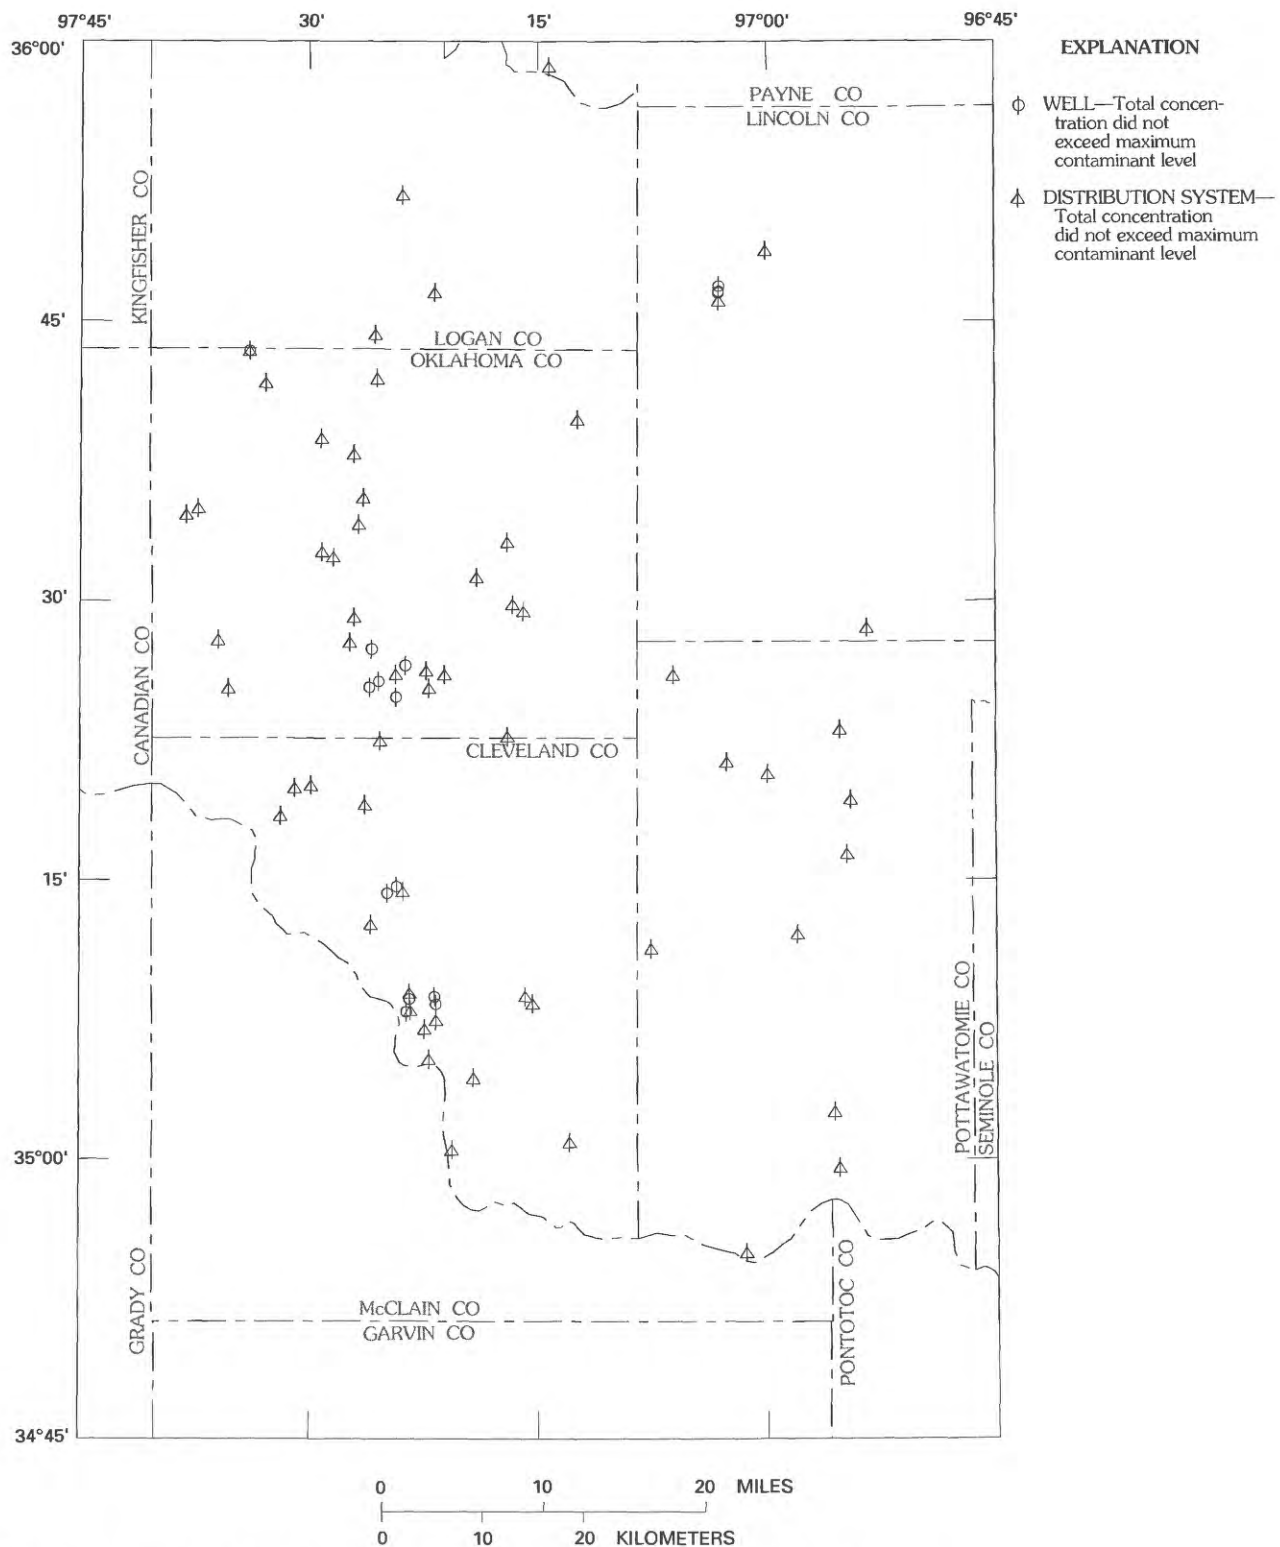 97°45'
30'
15'
97°00'
96°45'
36°00'
EXPLANATION
PAYNE CO
LINCOLN CO
WELL—Total concen-
tration did not
exceed maximum
contaminant level
DISTRIBUTION SYSTEM—
Total concentration
did not exceed maximum
contaminant level
KINGFISHER CO
45'
LOGAN CO
OKLAHOMA CO
30'
CANADIAN CO
CLEVELAND CO
15'
POTTAWATOMIE CO
SEMINOLE CO
35°00'
GRADY CO
McCLAIN CO
GARVIN CO
PONTOTOC CO
34°45'
0 10 20 MILES
0 10 20 KILOMETERS